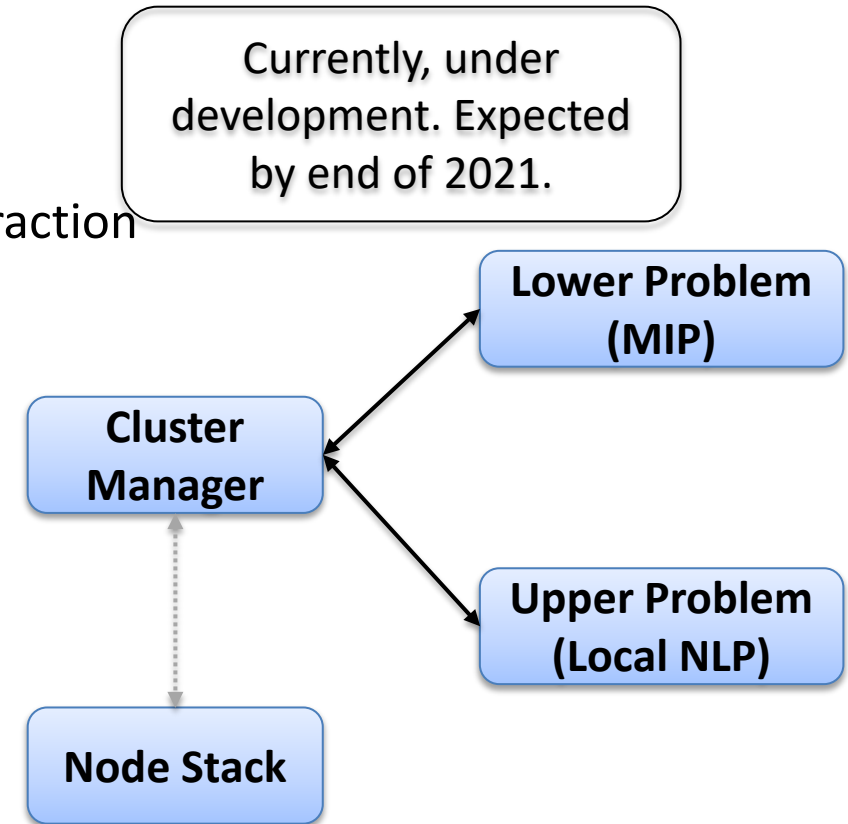 Currently, under
development. Expected
by end of 2021.
raction
Lower Problem
(MIP)
Cluster
Manager
Upper Problem
(Local NLP)
Node Stack